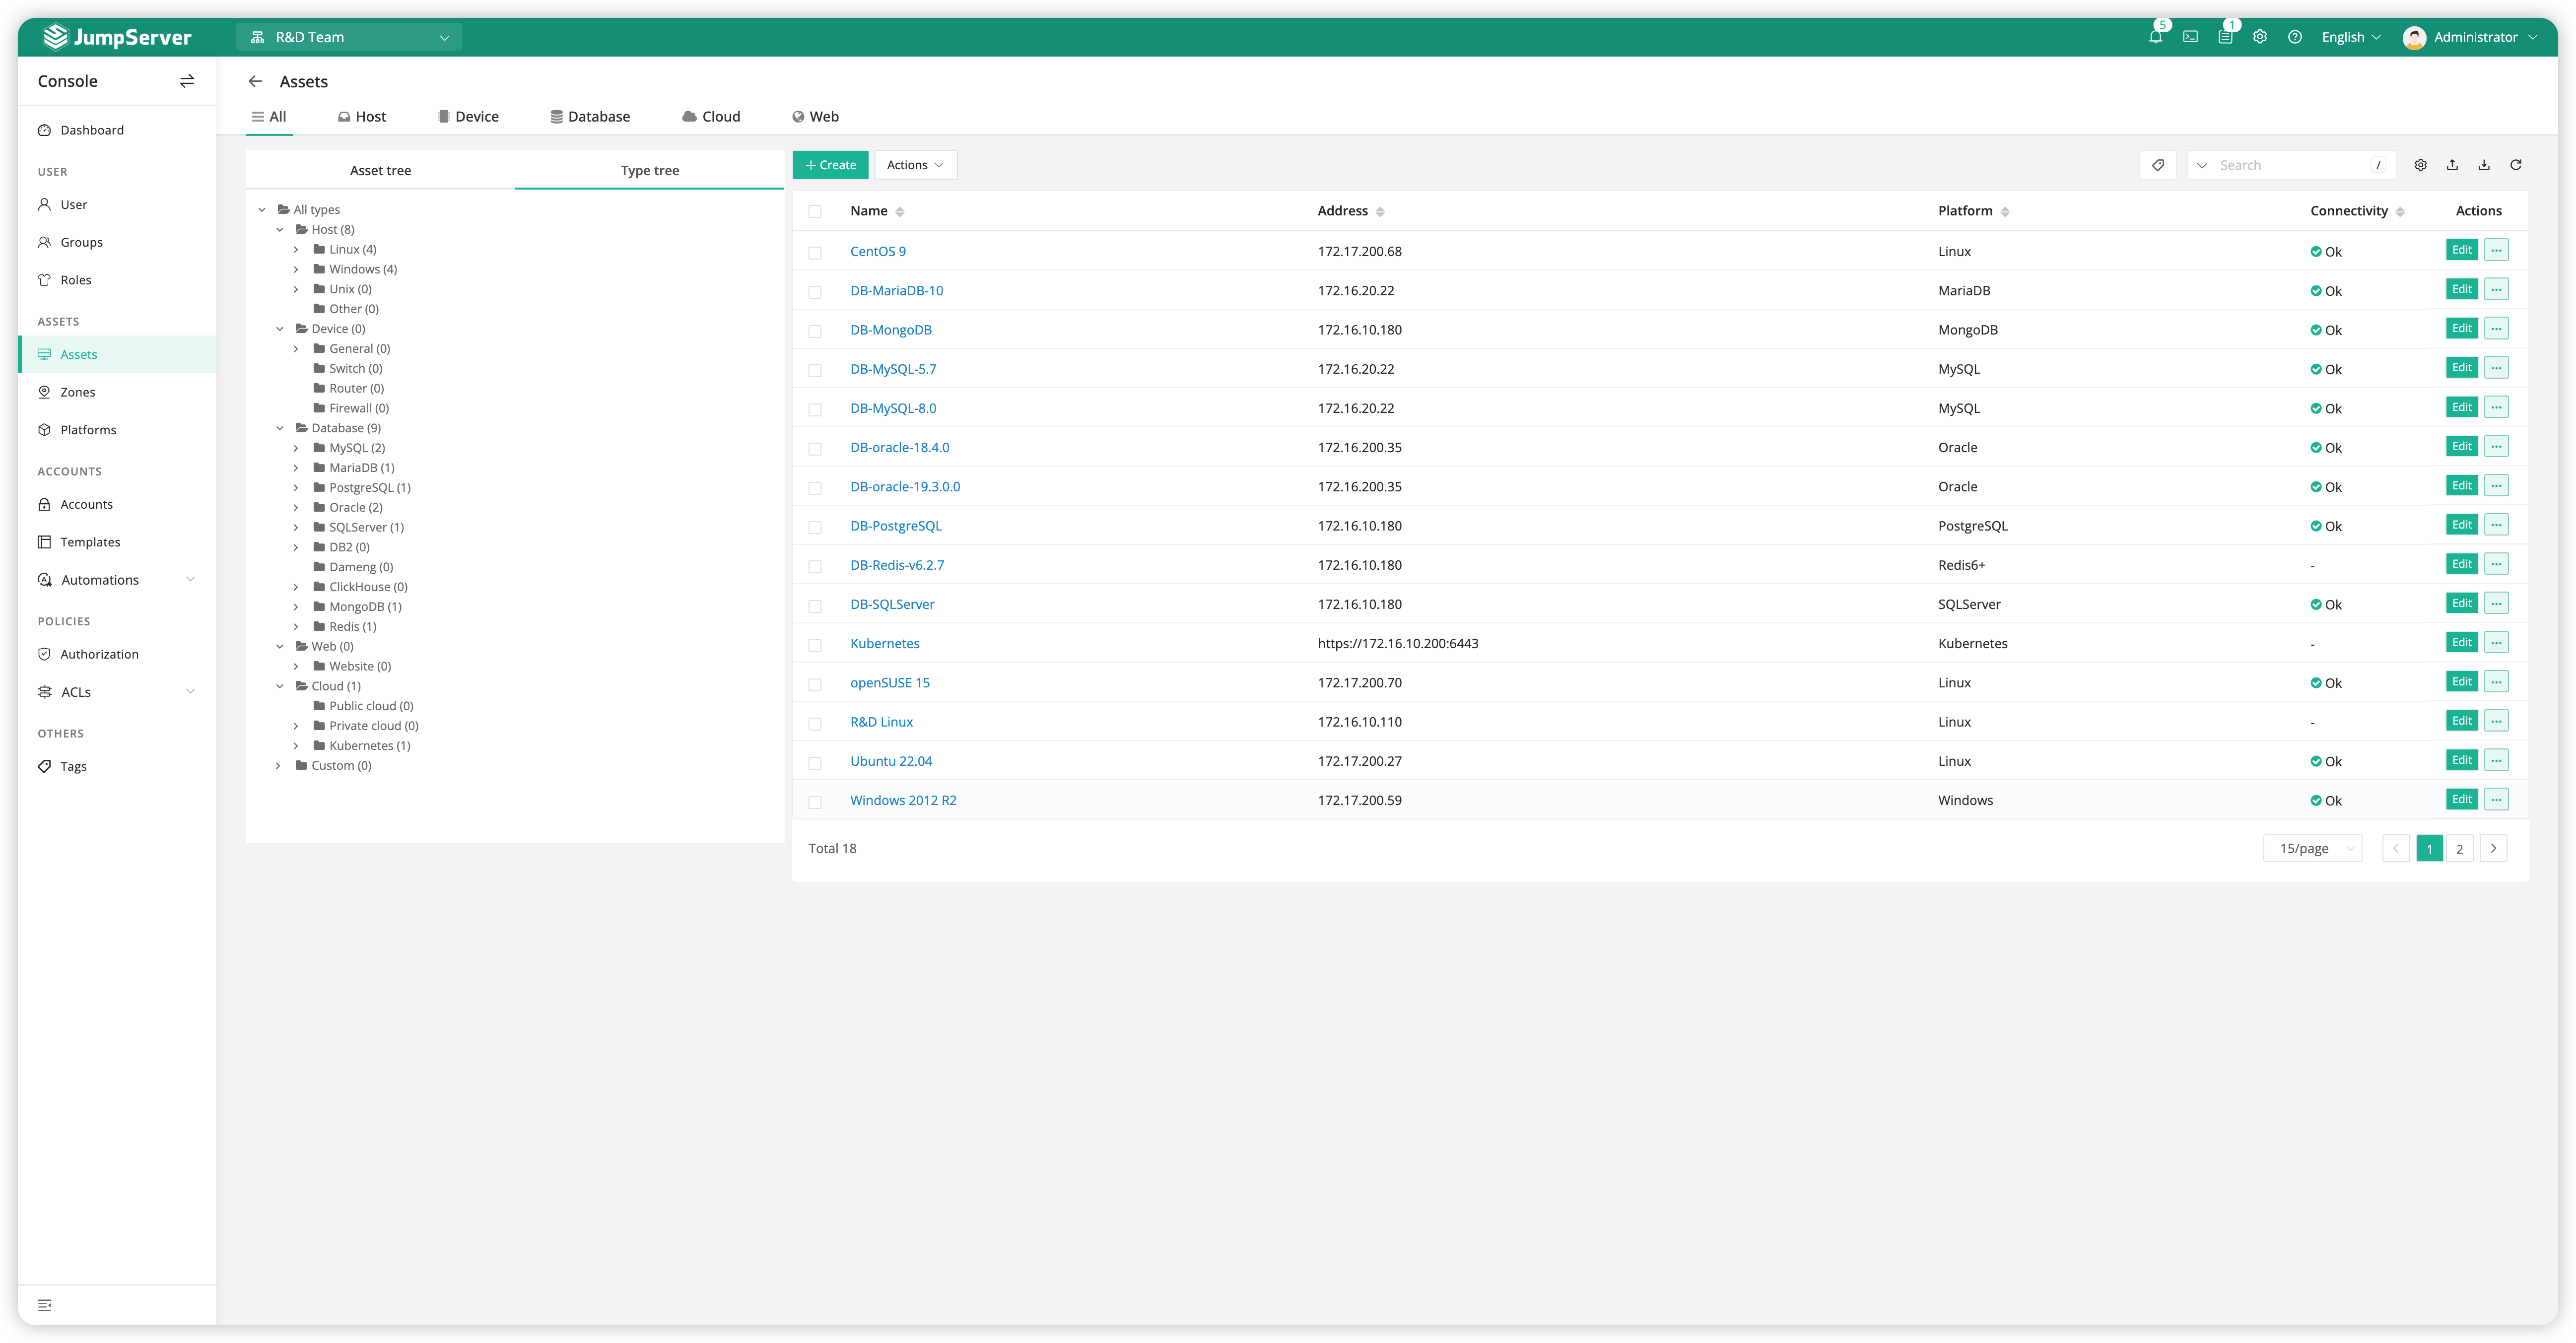 JumpServer
R&D Team
5
1
English
Administrator
Console
Dashboard
USER
User
Groups
Roles
ASSETS
Assets
Zones
Platforms
ACCOUNTS
Accounts
Templates
Automations
POLICIES
Authorization
ACLs
OTHERS
Tags
Assets
All Host Device Database Cloud Web
Asset tree Type tree
All types
Host (8)
Linux (4)
Windows (4)
Unix (0)
Other (0)
Device (0)
General (0)
Switch (0)
Router (0)
Firewall (0)
Database (9)
MySQL (2)
MariaDB (1)
PostgreSQL (1)
Oracle (2)
SQLServer (1)
DB2 (0)
Dameng (0)
ClickHouse (0)
MongoDB (1)
Redis (1)
Web (0)
Website (0)
Cloud (1)
Public cloud (0)
Private cloud (0)
Kubernetes (1)
Custom (0)
+ Create Actions Search /
Name Address Platform Connectivity Actions
CentOS 9 172.17.200.68 Linux Ok Edit ...
DB-MariaDB-10 172.16.20.22 MariaDB Ok Edit ...
DB-MongoDB 172.16.10.180 MongoDB Ok Edit ...
DB-MySQL-5.7 172.16.20.22 MySQL Ok Edit ...
DB-MySQL-8.0 172.16.20.22 MySQL Ok Edit ...
DB-oracle-18.4.0 172.16.200.35 Oracle Ok Edit ...
DB-oracle-19.3.0.0 172.16.200.35 Oracle Ok Edit ...
DB-PostgreSQL 172.16.10.180 PostgreSQL Ok Edit ...
DB-Redis-v6.2.7 172.16.10.180 Redis6+ - Edit ...
DB-SQLServer 172.16.10.180 SQLServer Ok Edit ...
Kubernetes https://172.16.10.200:6443 Kubernetes - Edit ...
openSUSE 15 172.17.200.70 Linux Ok Edit ...
R&D Linux 172.16.10.110 Linux - Edit ...
Ubuntu 22.04 172.17.200.27 Linux Ok Edit ...
Windows 2012 R2 172.17.200.59 Windows Ok Edit ...
Total 18 15/page 1 2